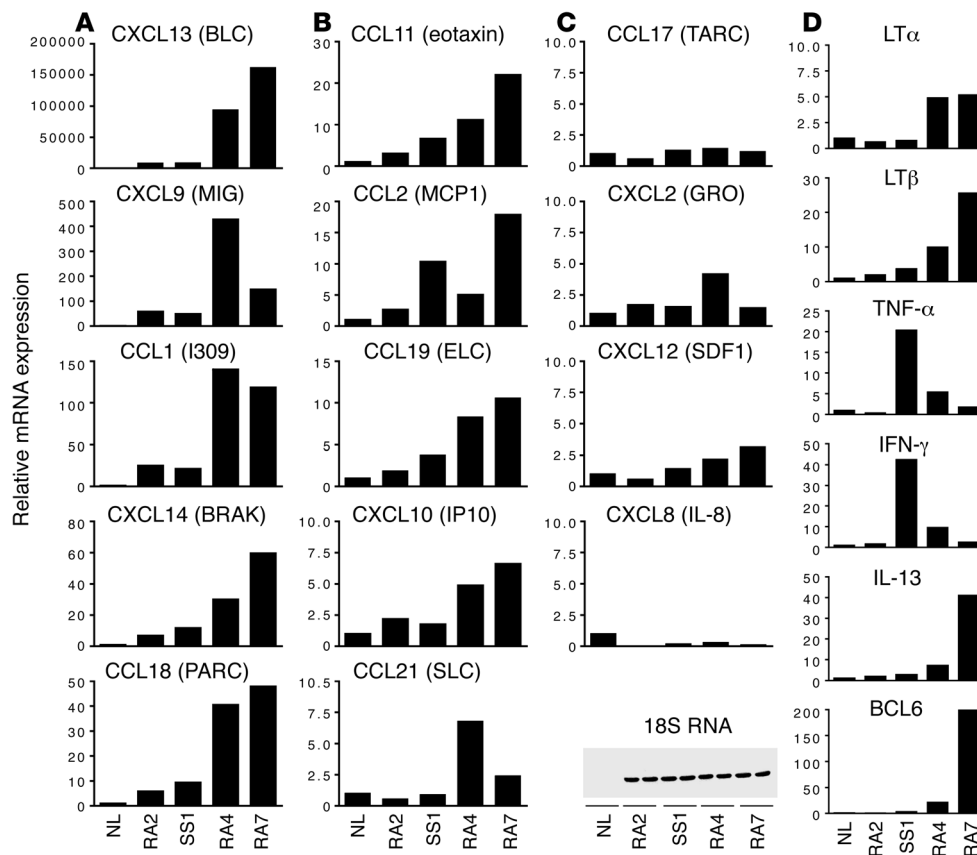 Relative mRNA expression
A
CXCL13 (BLC)
200000
150000
100000
50000
0
CXCL9 (MIG)
500
400
300
200
100
0
CCL1 (I309)
150
100
50
0
CXCL14 (BRAK)
80
60
40
20
0
CCL18 (PARC)
50
40
30
20
10
0
NL
RA2
SS1
RA4
RA7
B
CCL11 (eotaxin)
30
20
10
0
CCL2 (MCP1)
20
15
10
5
0
CCL19 (ELC)
15
10
5
0
CXCL10 (IP10)
10.0
7.5
5.0
2.5
0
CCL21 (SLC)
10.5
7.5
5.0
2.5
0
NL
RA2
SS1
RA4
RA7
C
CCL17 (TARC)
10.0
7.5
5.0
2.5
0
CXCL2 (GRO)
10.0
7.5
5.0
2.5
0
CXCL12 (SDF1)
10.0
7.5
5.0
2.5
0
CXCL8 (IL-8)
10.0
7.5
5.0
2.5
0
18S RNA
NL
RA2
SS1
RA4
RA7
D
LTα
10.0
7.5
5.0
2.5
0
LTβ
30
20
10
0
TNF-α
25
20
15
10
5
0
IFN-γ
50
40
30
20
10
0
IL-13
50
40
30
20
10
0
BCL6
200
150
100
50
0
NL
RA2
SS1
RA4
RA7